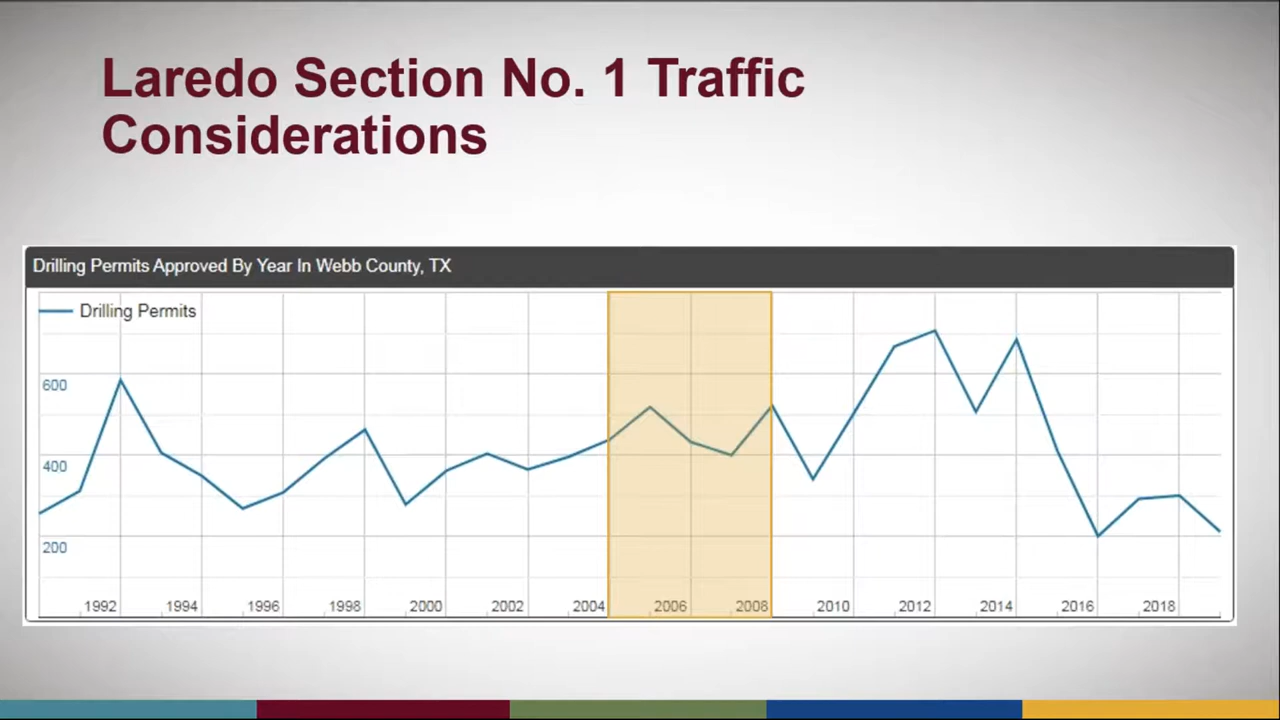 Laredo Section No. 1 Traffic
Considerations
Drilling Permits Approved By Year In Webb County, TX
Drilling Permits
600
400
200
1992 1994 1996 1998 2000 2002 2004 2006 2008 2010 2012 2014 2016 2018